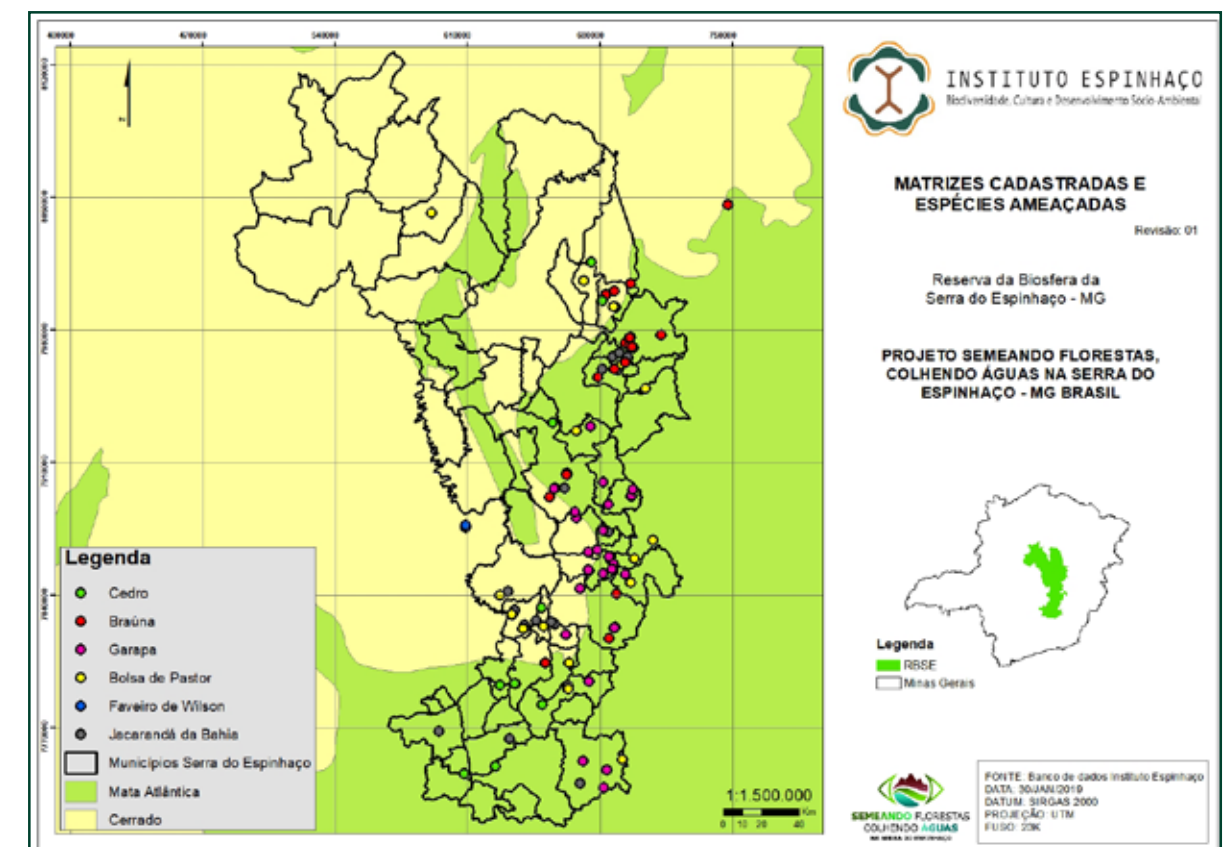 INSTITUTO ESPINHAÇO
Biodiversidade, Cultura e Desenvolvimento Sócio-Ambiental
MATRIZES CADASTRADAS E
ESPÉCIES AMEAÇADAS
Revisão: 01
Reserva da Biosfera da
Serra do Espinhaço - MG
PROJETO SEMEANDO FLORESTAS,
COLHENDO ÁGUAS NA SERRA DO
ESPINHAÇO - MG BRASIL
Legenda
Cedro
Braúna
Garapa
Bolsa de Pastor
Faveiro de Wilson
Jacarandá da Bahia
Municípios Serra do Espinhaço
Mata Atlântica
Cerrado
1:1.500.000
Km
0 10 20 40
Legenda
RBSE
Minas Gerais
SEMEANDO FLORESTAS
COLHENDO ÁGUAS
NA SERRA DO ESPINHAÇO
FONTE: Banco de dados Instituto Espinhaço
DATA: 30/JAN/2019
DATUM: SIRGAS 2000
PROJEÇÃO: UTM
FUSO: 23K